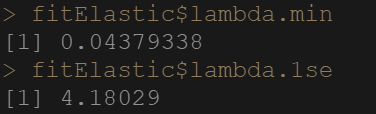 > fitElastic$lambda.min
[1] 0.04379338
> fitElastic$lambda.1se
[1] 4.18029